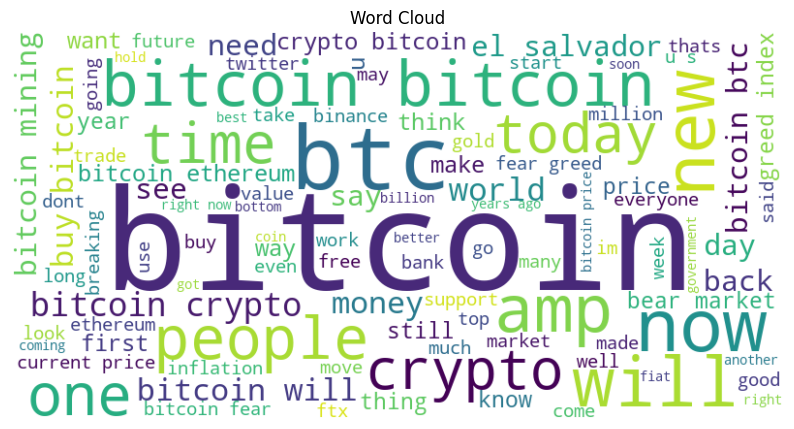 Word Cloud
want future need crypto bitcoin el salvador thats
hold
bitcoin mining
going
twitter u may start soon u s
buy bitcoin
bitcoin bitcoin
new
bitcoin btc
greed index
year time best take binance think today million
btc
trade bitcoin ethereum gold make fear greed
see say world price said
dont value everyone
right now bottom billion years ago
bitcoin
breaking
use
buy way work better go im
bitcoin price
week
government
day
long even free bank many back
coin
got
bitcoin crypto money support amp bear market
look ethereum first people still top market made now
coming much another
current price inflation move crypto well will fiat good
one bitcoin will thing know right
bitcoin fear ftx come